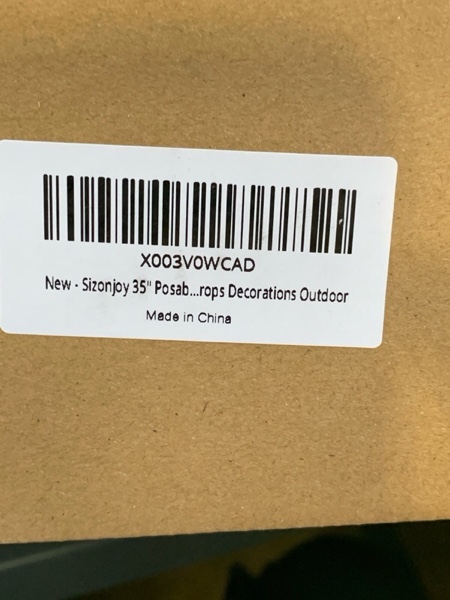 X003V0WCAD
New - Sizonjoy 35" Posab...rops Decorations Outdoor
Made in China